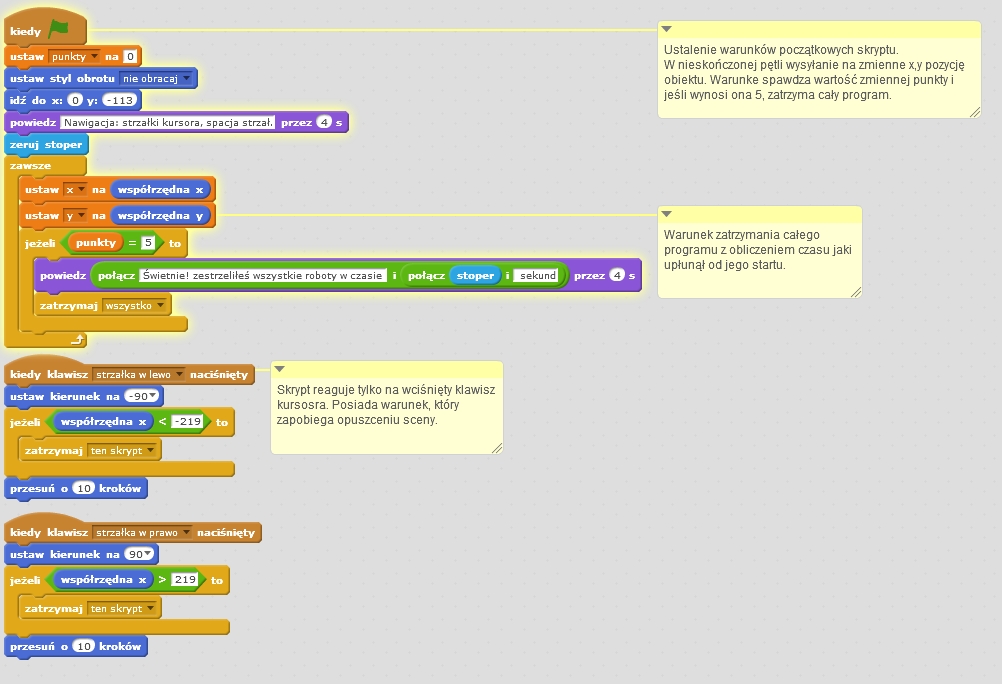 kiedy
ustaw punkty na 0
ustaw styl obrotu nie obracaj
idź do x: 0 y: -113
powiedz Nawigacja: strzałki kursora, spacja strzał. przez 4 s
zeruj stoper
zawsze
ustaw x na współrzędna x
ustaw y na współrzędna y
jeżeli punkty = 5 to
powiedz połącz Świetnie! zestrzeliłeś wszystkie roboty w czasie i połącz stoper i sekund przez 4 s
zatrzymaj wszystko
Ustalenie warunków początkowych skryptu.
W nieskończonej pętli wysyłanie na zmienne x,y pozycję
obiektu. Warunke spawdza wartość zmiennej punkty i
jeśli wynosi ona 5, zatrzyma cały program.
Warunek zatrzymania całego
programu z obliczeniem czasu jaki
upłunął od jego startu.
kiedy klawisz strzałka w lewo naciśnięty
ustaw kierunek na -90
jeżeli współrzędna x < -219 to
zatrzymaj ten skrypt
przesuń o 10 kroków
Skrypt reaguje tylko na wciśnięty klawisz
kursosra. Posiada warunek, który
zapobiega opuszceniu sceny.
kiedy klawisz strzałka w prawo naciśnięty
ustaw kierunek na 90
jeżeli współrzędna x > 219 to
zatrzymaj ten skrypt
przesuń o 10 kroków